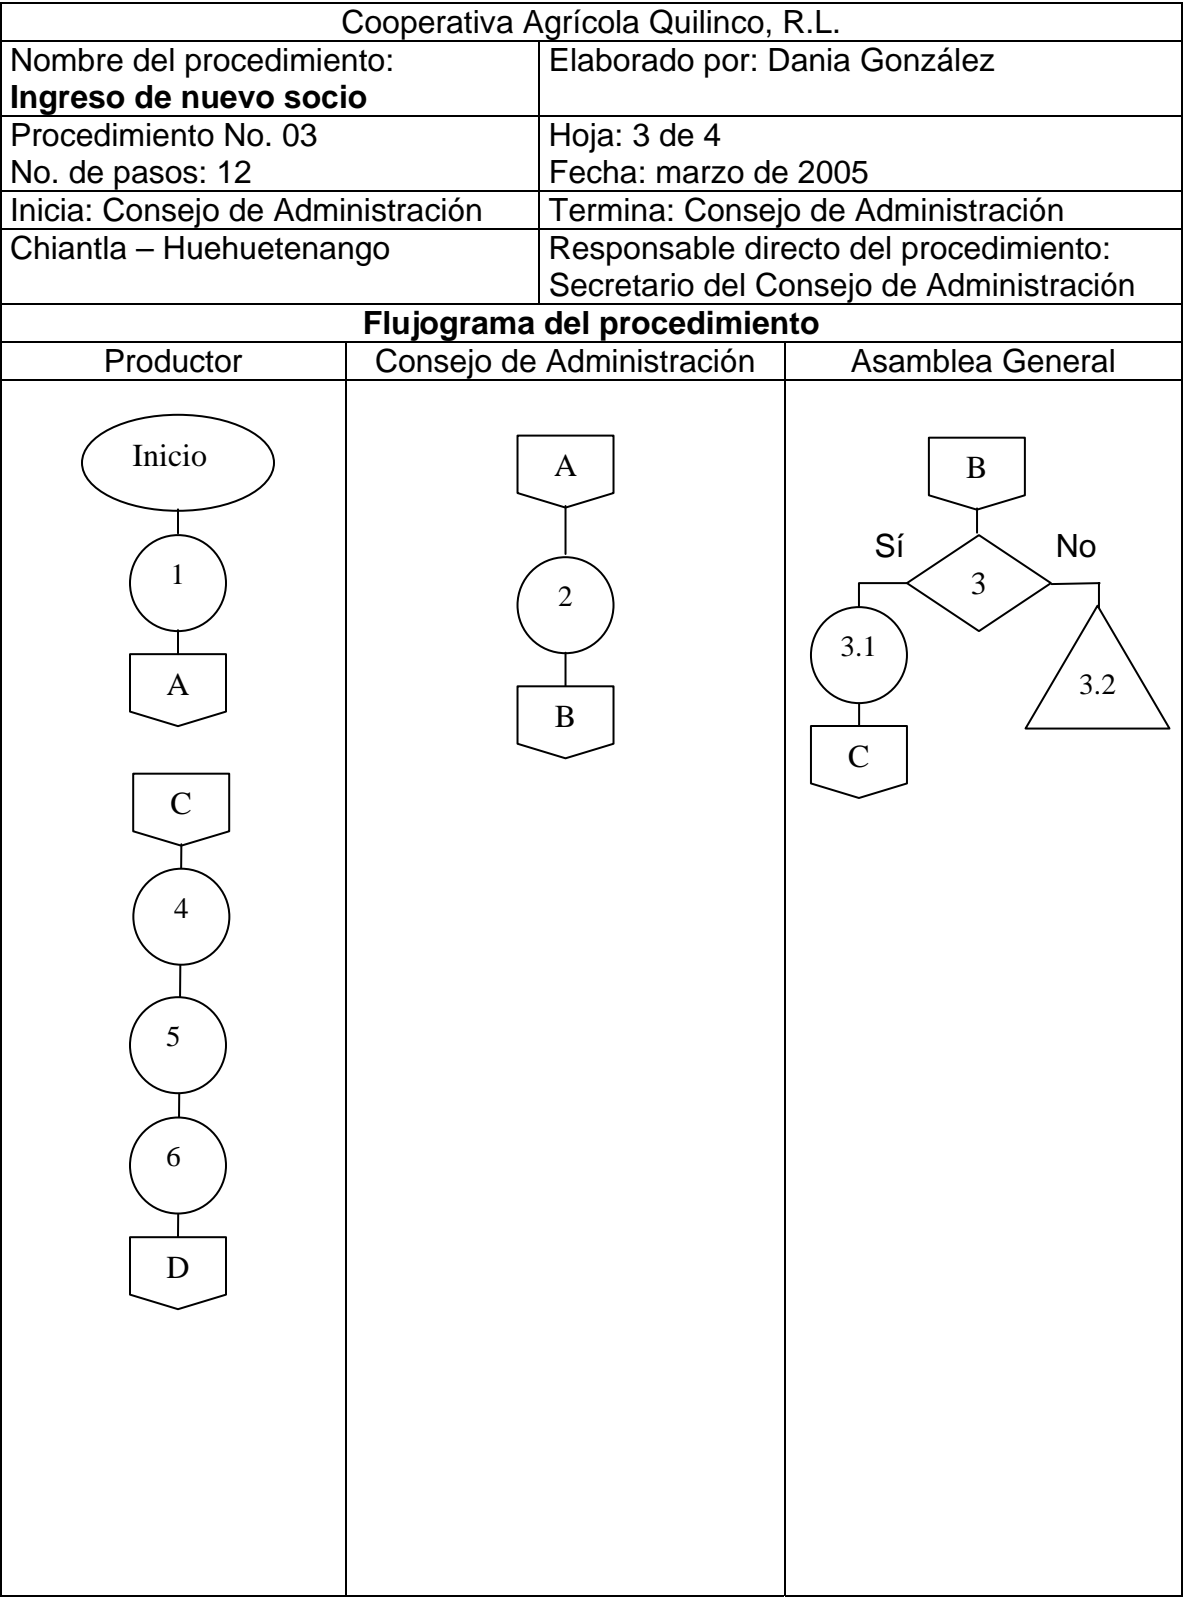 Cooperativa Agrícola Quilinco, R.L.
Nombre del procedimiento:
Ingreso de nuevo socio
Elaborado por: Dania González
Procedimiento No. 03
No. de pasos: 12
Hoja: 3 de 4
Fecha: marzo de 2005
Inicia: Consejo de Administración
Termina: Consejo de Administración
Chiantla – Huehuetenango
Responsable directo del procedimiento:
Secretario del Consejo de Administración
Flujograma del procedimiento
Productor
Consejo de Administración
Asamblea General
Inicio
1
A
C
4
5
6
D
A
2
B
B
Sí
No
3
3.1
3.2
C